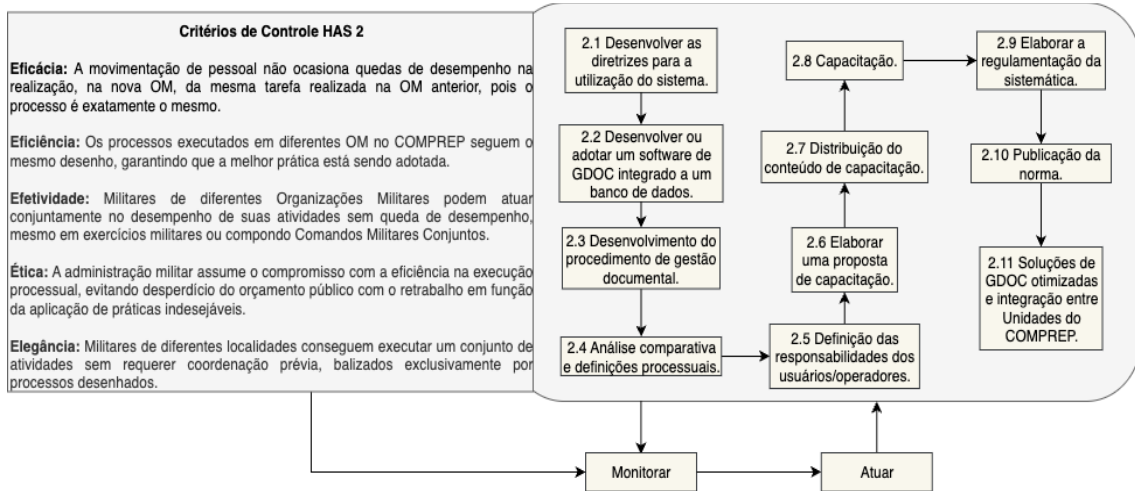 Critérios de Controle HAS 2
Eficácia: A movimentação de pessoal não ocasiona quedas de desempenho na
realização, na nova OM, da mesma tarefa realizada na OM anterior, pois o
processo é exatamente o mesmo.
Eficiência: Os processos executados em diferentes OM no COMPREP seguem o
mesmo desenho, garantindo que a melhor prática está sendo adotada.
Efetividade: Militares de diferentes Organizações Militares podem atuar
conjuntamente no desempenho de suas atividades sem queda de desempenho,
mesmo em exercícios militares ou compondo Comandos Militares Conjuntos.
Ética: A administração militar assume o compromisso com a eficiência na execução
processual, evitando desperdício do orçamento público com o retrabalho em função
da aplicação de práticas indesejáveis.
Elegância: Militares de diferentes localidades conseguem executar um conjunto de
atividades sem requerer coordenação prévia, balizados exclusivamente por
processos desenhados.
2.1 Desenvolver as
diretrizes para a
utilização do sistema.
2.2 Desenvolver ou
adotar um software de
GDOC integrado a um
banco de dados.
2.3 Desenvolvimento do
procedimento de gestão
documental.
2.4 Análise comparativa
e definições processuais.
2.5 Definição das
responsabilidades dos
usuários/operadores.
2.6 Elaborar
uma proposta
de capacitação.
2.7 Distribuição do
conteúdo de capacitação.
2.8 Capacitação.
2.9 Elaborar a
regulamentação da
sistemática.
2.10 Publicação da
norma.
2.11 Soluções de
GDOC otimizadas
e integração entre
Unidades do
COMPREP.
Monitorar
Atuar